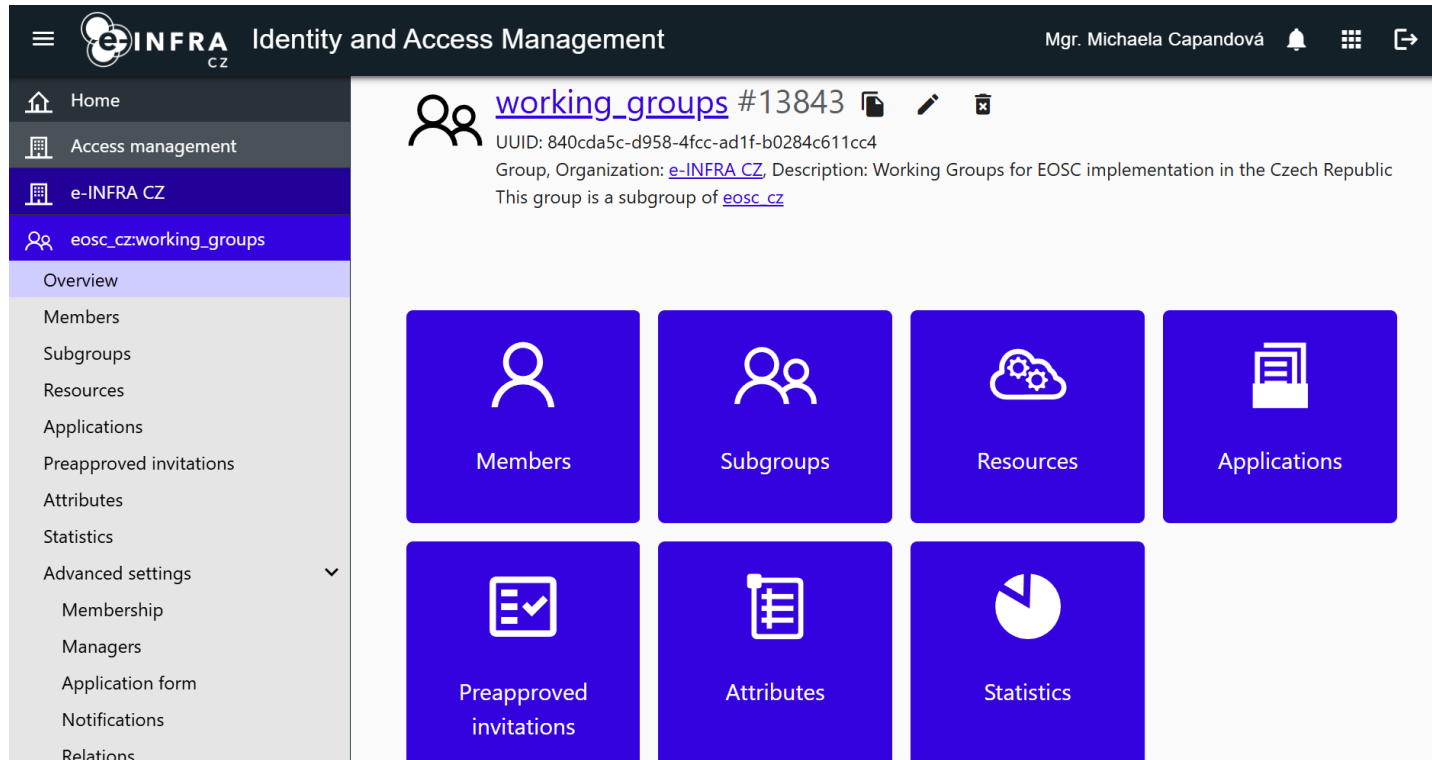 e INFRA CZ Identity and Access Management
Mgr. Michaela Capandová
Home
Access management
e-INFRA CZ
eosc_cz:working_groups
Overview
Members
Subgroups
Resources
Applications
Preapproved invitations
Attributes
Statistics
Advanced settings
Membership
Managers
Application form
Notifications
Relations
working_groups #13843
UUID: 840cda5c-d958-4fcc-ad1f-b0284c611cc4
Group, Organization: e-INFRA CZ, Description: Working Groups for EOSC implementation in the Czech Republic
This group is a subgroup of eosc_cz
Members
Subgroups
Resources
Applications
Preapproved
invitations
Attributes
Statistics